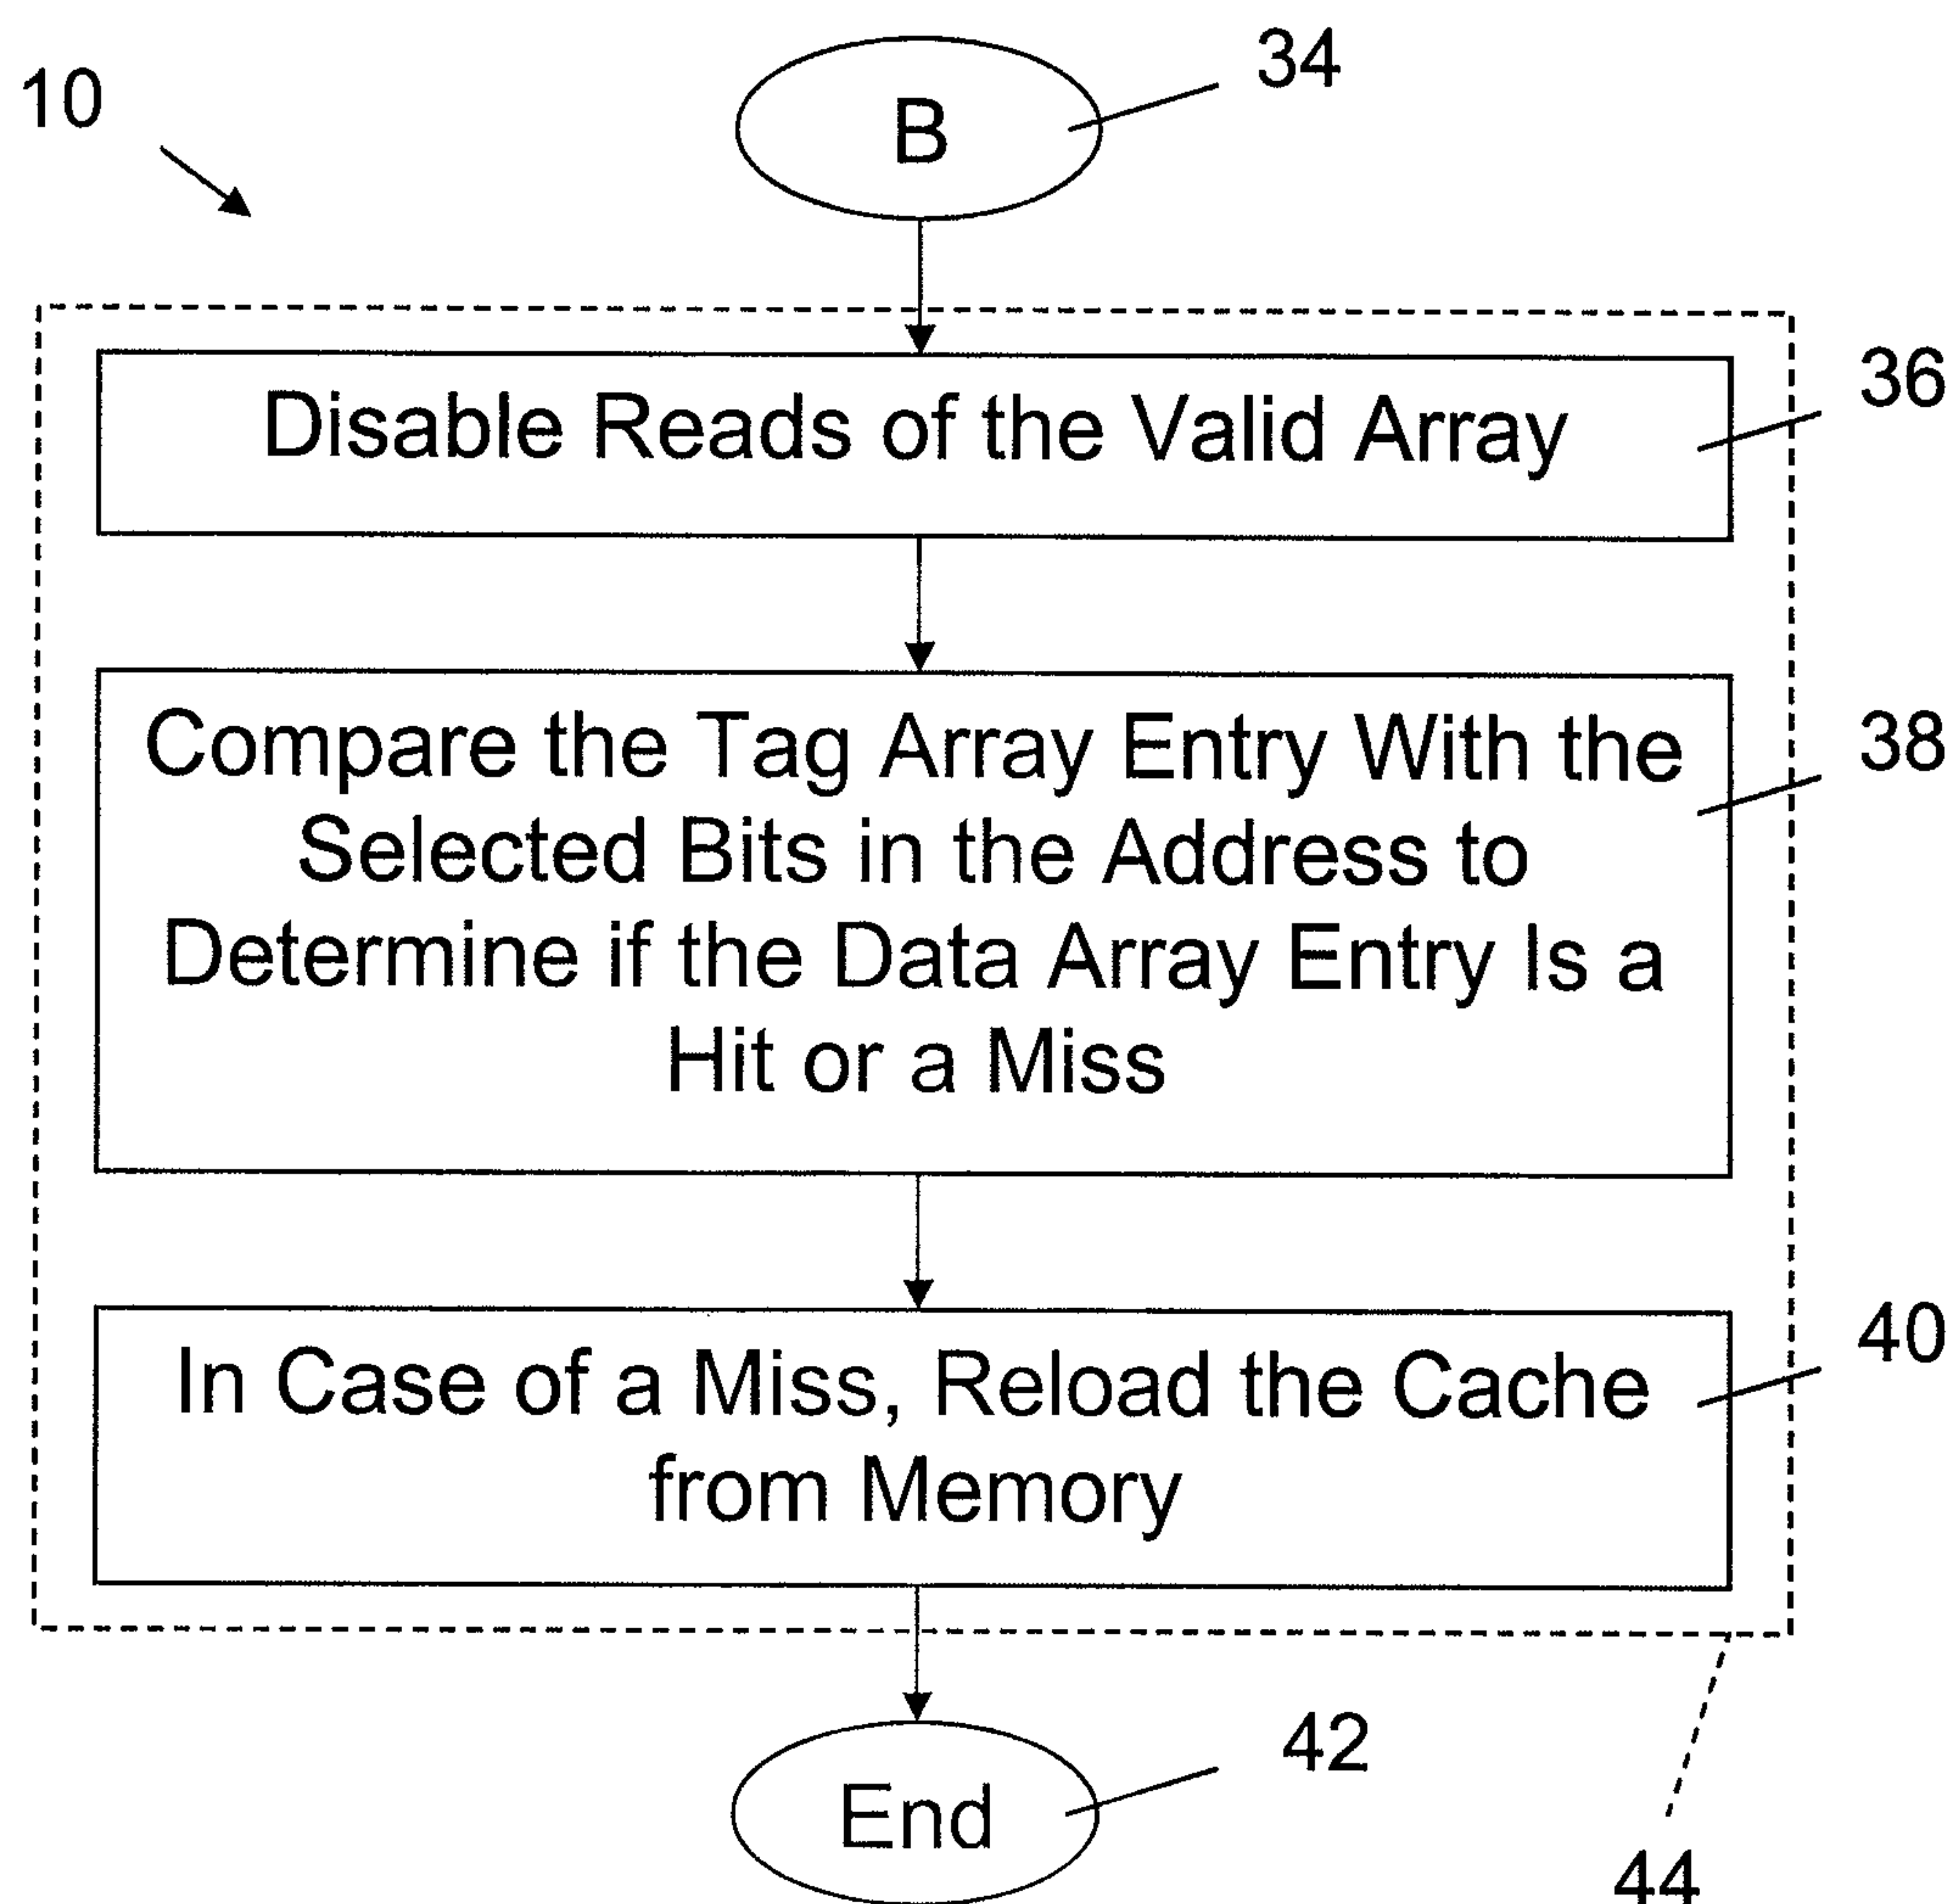 10
B
34
Disable Reads of the Valid Array
36
Compare the Tag Array Entry With the
Selected Bits in the Address to
Determine if the Data Array Entry Is a
Hit or a Miss
38
In Case of a Miss, Reload the Cache
from Memory
40
End
42
44